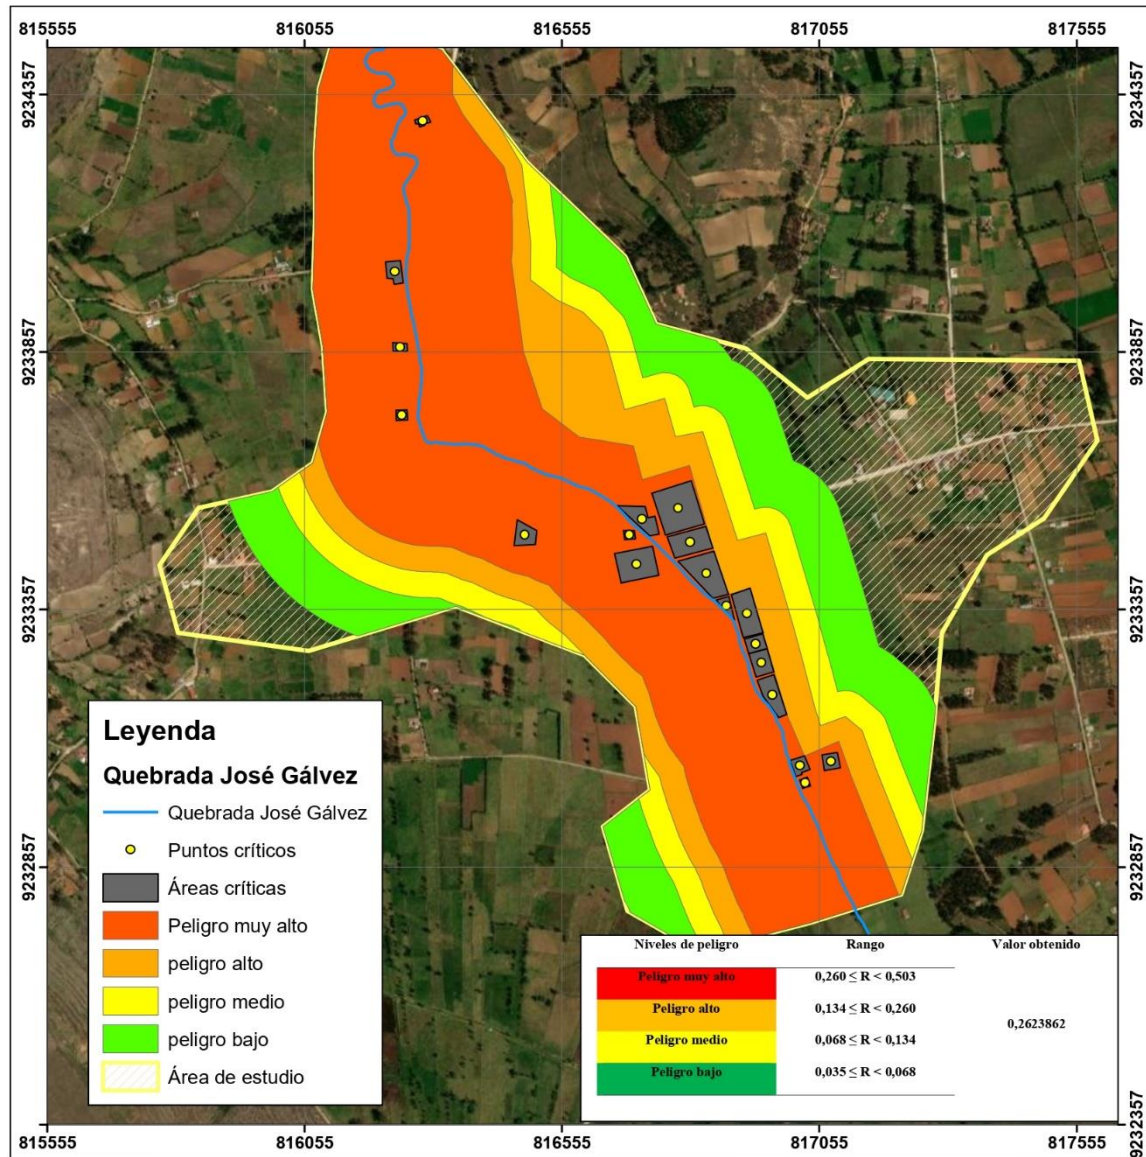 815555 816055 816555 817055 817555
9234357 9234357
9233857 9233857
9233357 9233357
9232857 9232857
9232357 9232357
Leyenda
Quebrada José Gálvez
Quebrada José Gálvez
Puntos críticos
Áreas críticas
Peligro muy alto
peligro alto
peligro medio
peligro bajo
Área de estudio
Niveles de peligro Rango Valor obtenido
Peligro muy alto 0,260 ≤ R < 0,503
Peligro alto 0,134 ≤ R < 0,260
0,2623862
Peligro medio 0,068 ≤ R < 0,134
Peligro bajo 0,035 ≤ R < 0,068
815555 816055 816555 817055 817555